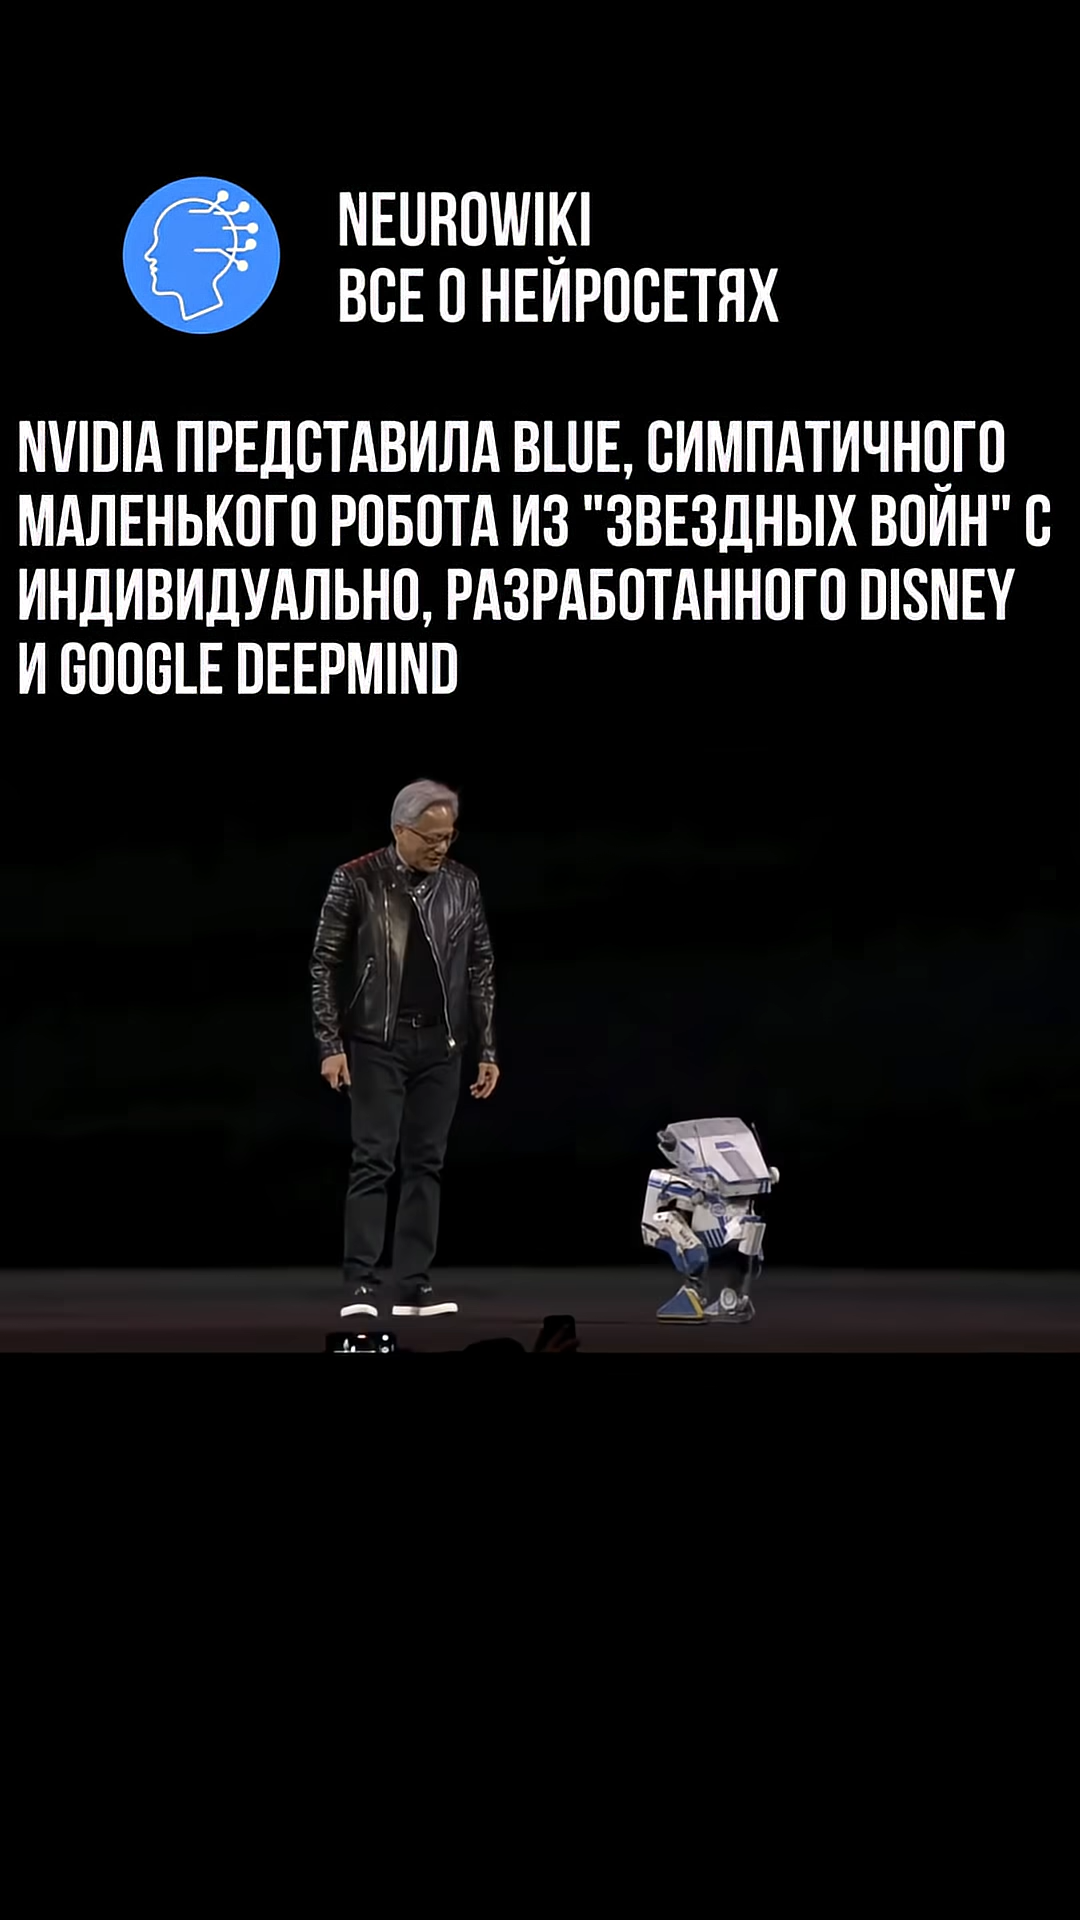 NEUROWIKI
ВСЕ О НЕЙРОСЕТЯХ
NVIDIA ПРЕДСТАВИЛА BLUE, СИМПАТИЧНОГО
МАЛЕНЬКОГО РОБОТА ИЗ "ЗВЕЗДНЫХ ВОЙН" С
ИНДИВИДУАЛЬНО, РАЗРАБОТАННОГО DISNEY
И GOOGLE DEEPMIND